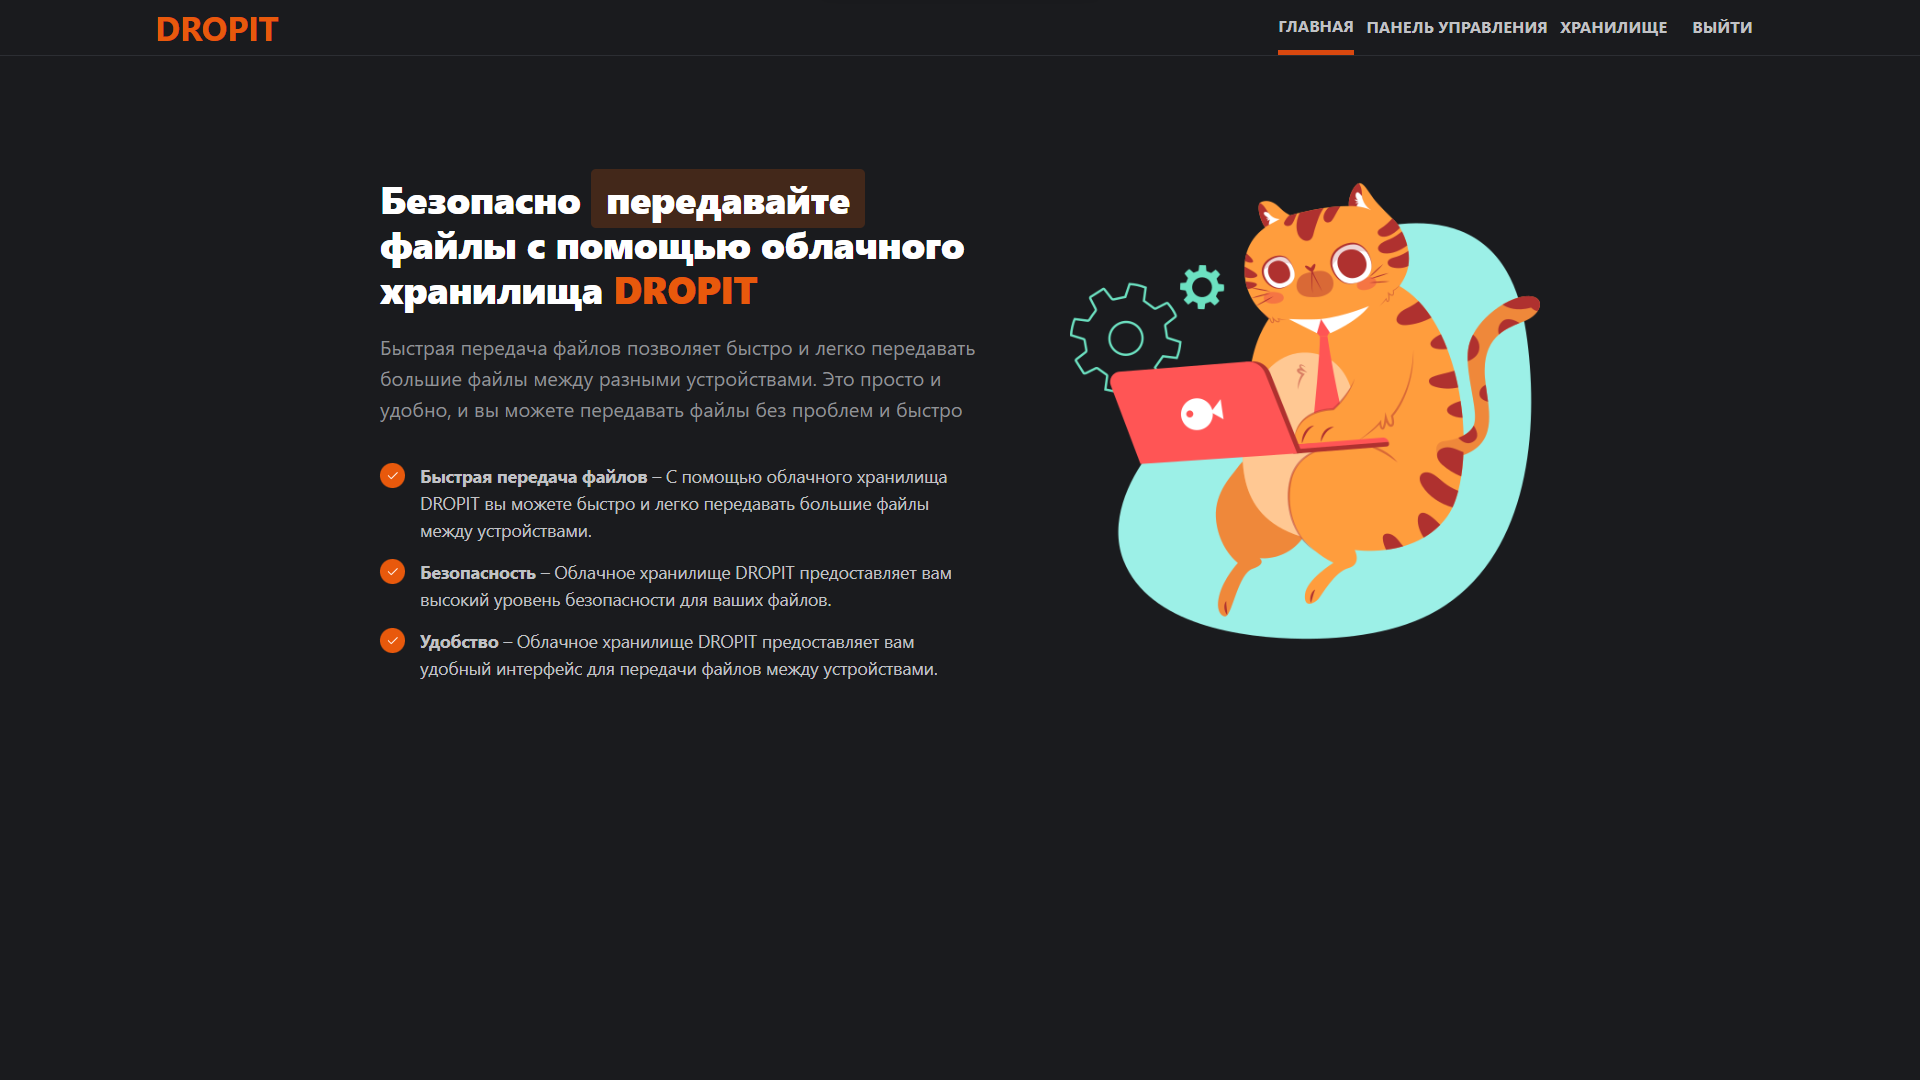 DROPIT
ГЛАВНАЯ ПАНЕЛЬ УПРАВЛЕНИЯ ХРАНИЛИЩЕ ВЫЙТИ
Безопасно передавайте
файлы с помощью облачного
хранилища DROPIT
Быстрая передача файлов позволяет быстро и легко передавать
большие файлы между разными устройствами. Это просто и
удобно, и вы можете передавать файлы без проблем и быстро
Быстрая передача файлов – С помощью облачного хранилища
DROPIT вы можете быстро и легко передавать большие файлы
между устройствами.
Безопасность – Облачное хранилище DROPIT предоставляет вам
высокий уровень безопасности для ваших файлов.
Удобство – Облачное хранилище DROPIT предоставляет вам
удобный интерфейс для передачи файлов между устройствами.